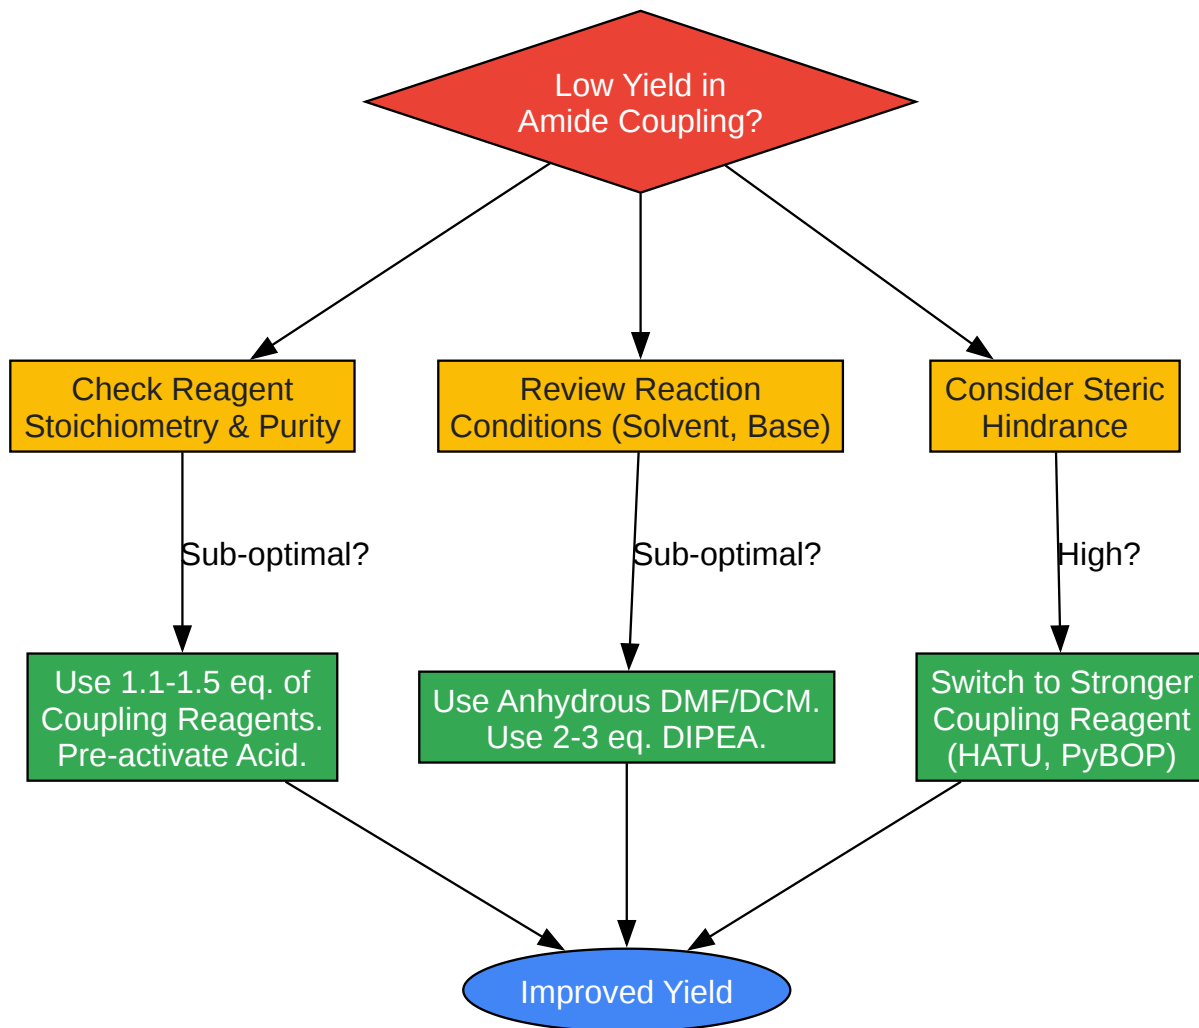 Low Yield in
Amide Coupling?
Check Reagent
Stoichiometry & Purity
Review Reaction
Conditions (Solvent, Base)
Consider Steric
Hindrance
Sub-optimal?
Sub-optimal?
High?
Use 1.1-1.5 eq. of
Coupling Reagents.
Pre-activate Acid.
Use Anhydrous DMF/DCM.
Use 2-3 eq. DIPEA.
Switch to Stronger
Coupling Reagent
(HATU, PyBOP)
Improved Yield